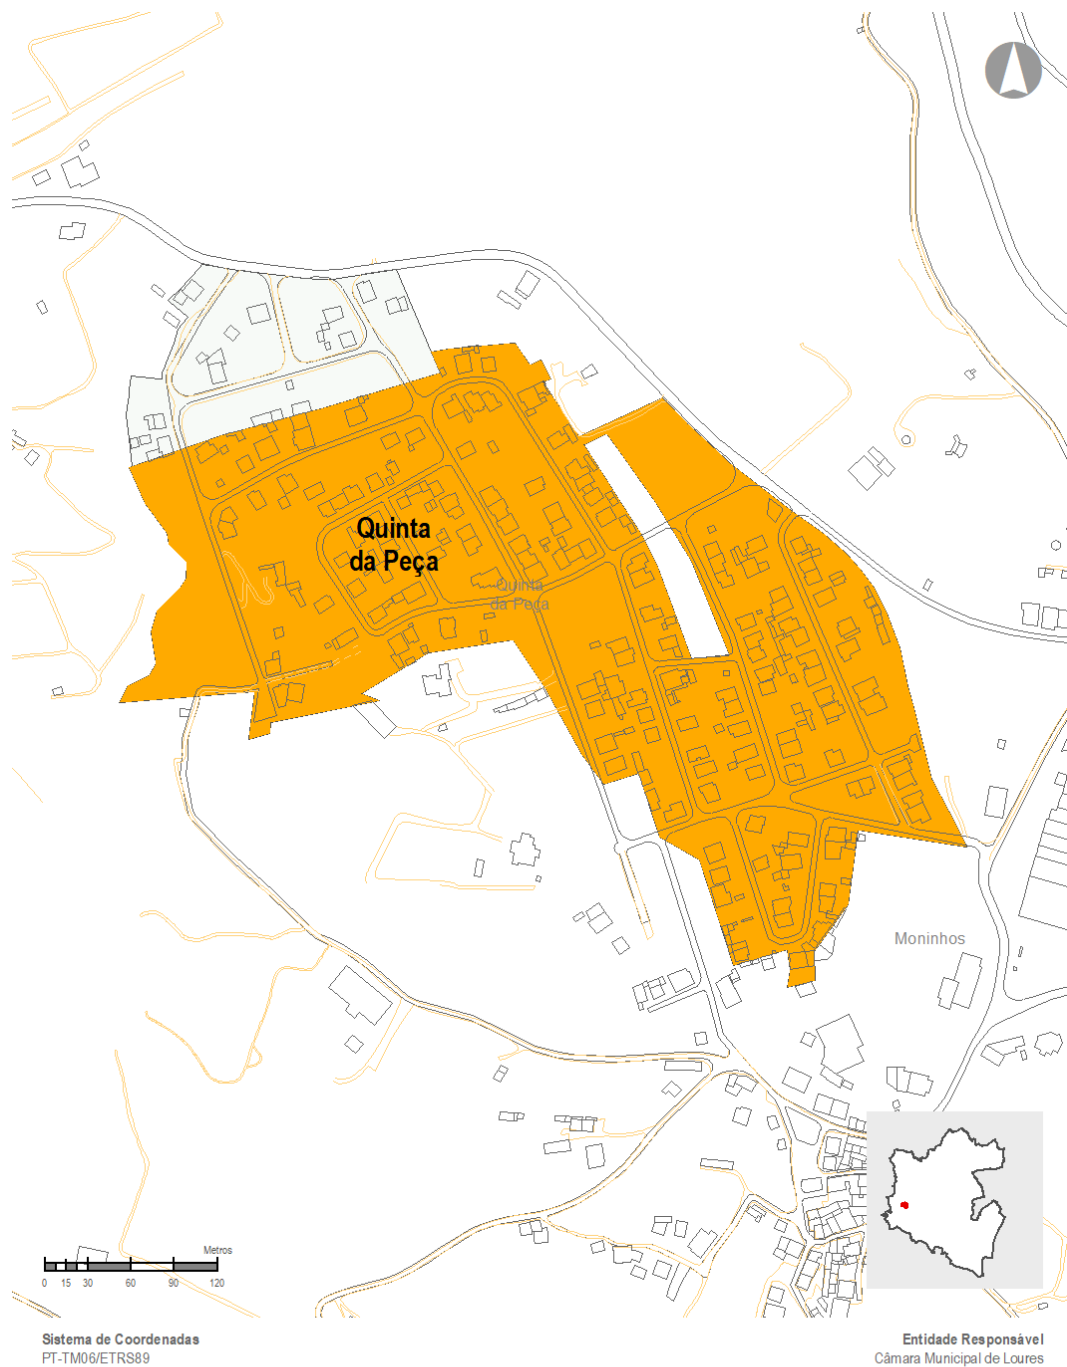 Quinta
da Peça
Quinta
da Peça
Moninhos
Metros
0 15 30 60 90 120
Sistema de Coordenadas
PT-TM06/ETRS89
Entidade Responsável
Câmara Municipal de Loures